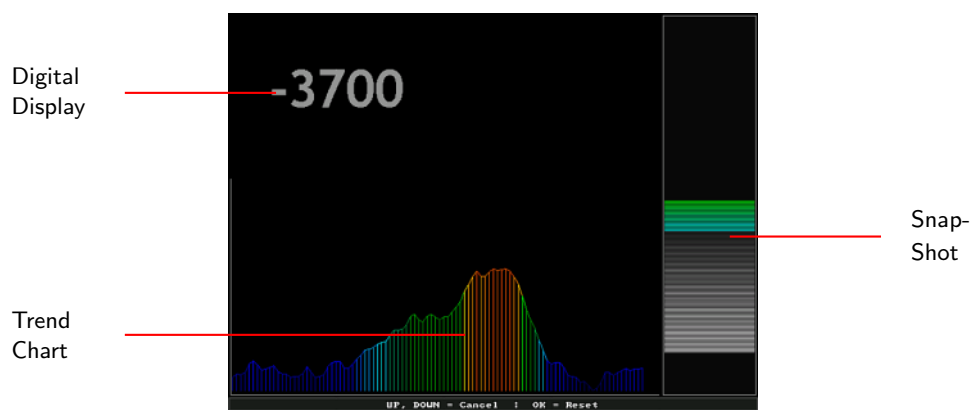 Digital
Display
-3700
Snap-
Shot
Trend
Chart
UP, DOWN = Cancel : OK = Reset